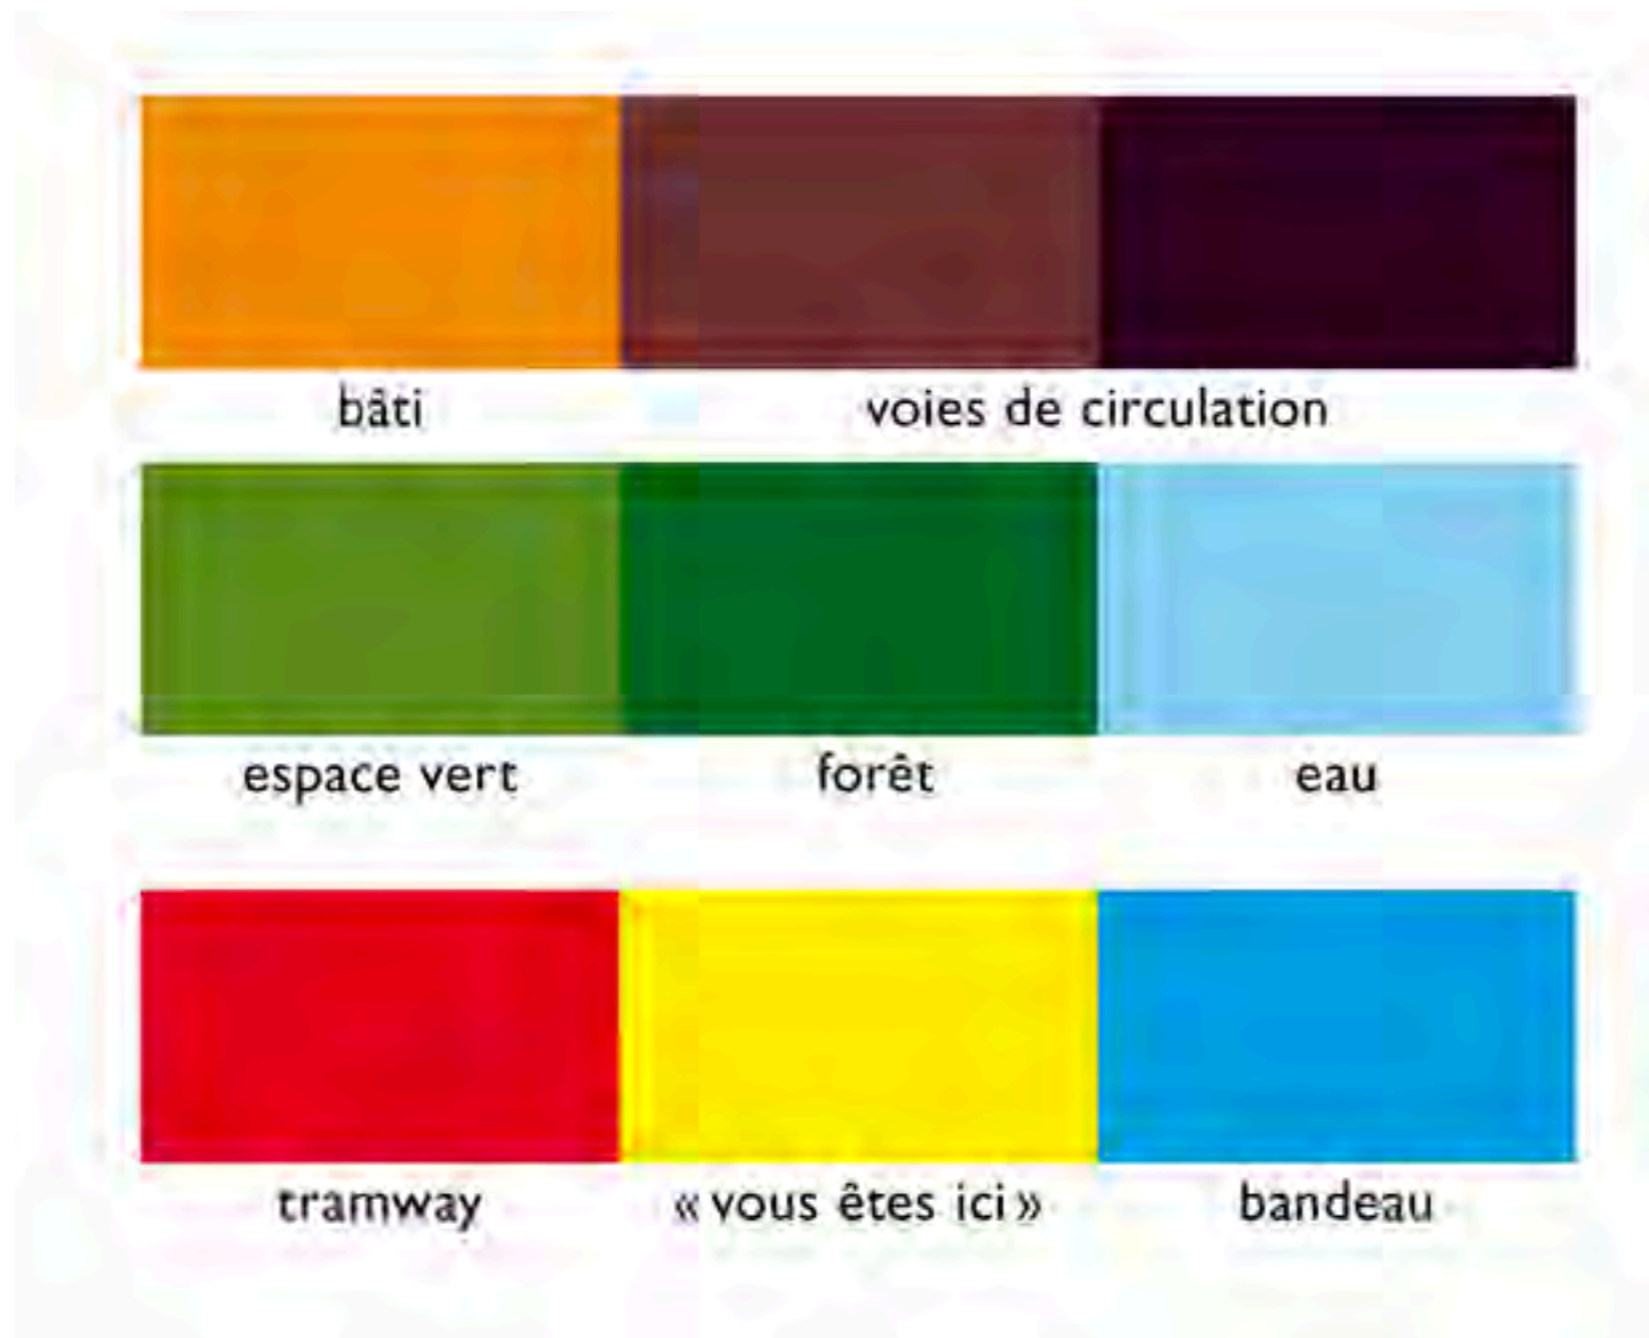 bâti voies de circulation
espace vert forêt eau
tramway « vous êtes ici » bandeau